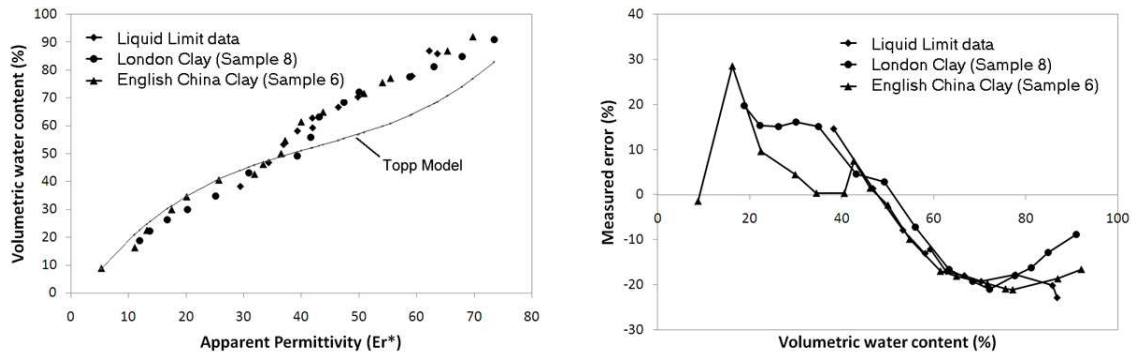 100
90
80
70
60
50
40
30
20
10
0
Volumetric water content (%)
Liquid Limit data
London Clay (Sample 8)
English China Clay (Sample 6)
Topp Model
0 10 20 30 40 50 60 70 80
Apparent Permittivity (Er*)
40
30
20
10
0
-10
-20
-30
Measured error (%)
Liquid Limit data
London Clay (Sample 8)
English China Clay (Sample 6)
0 20 40 60 80 100
Volumetric water content (%)